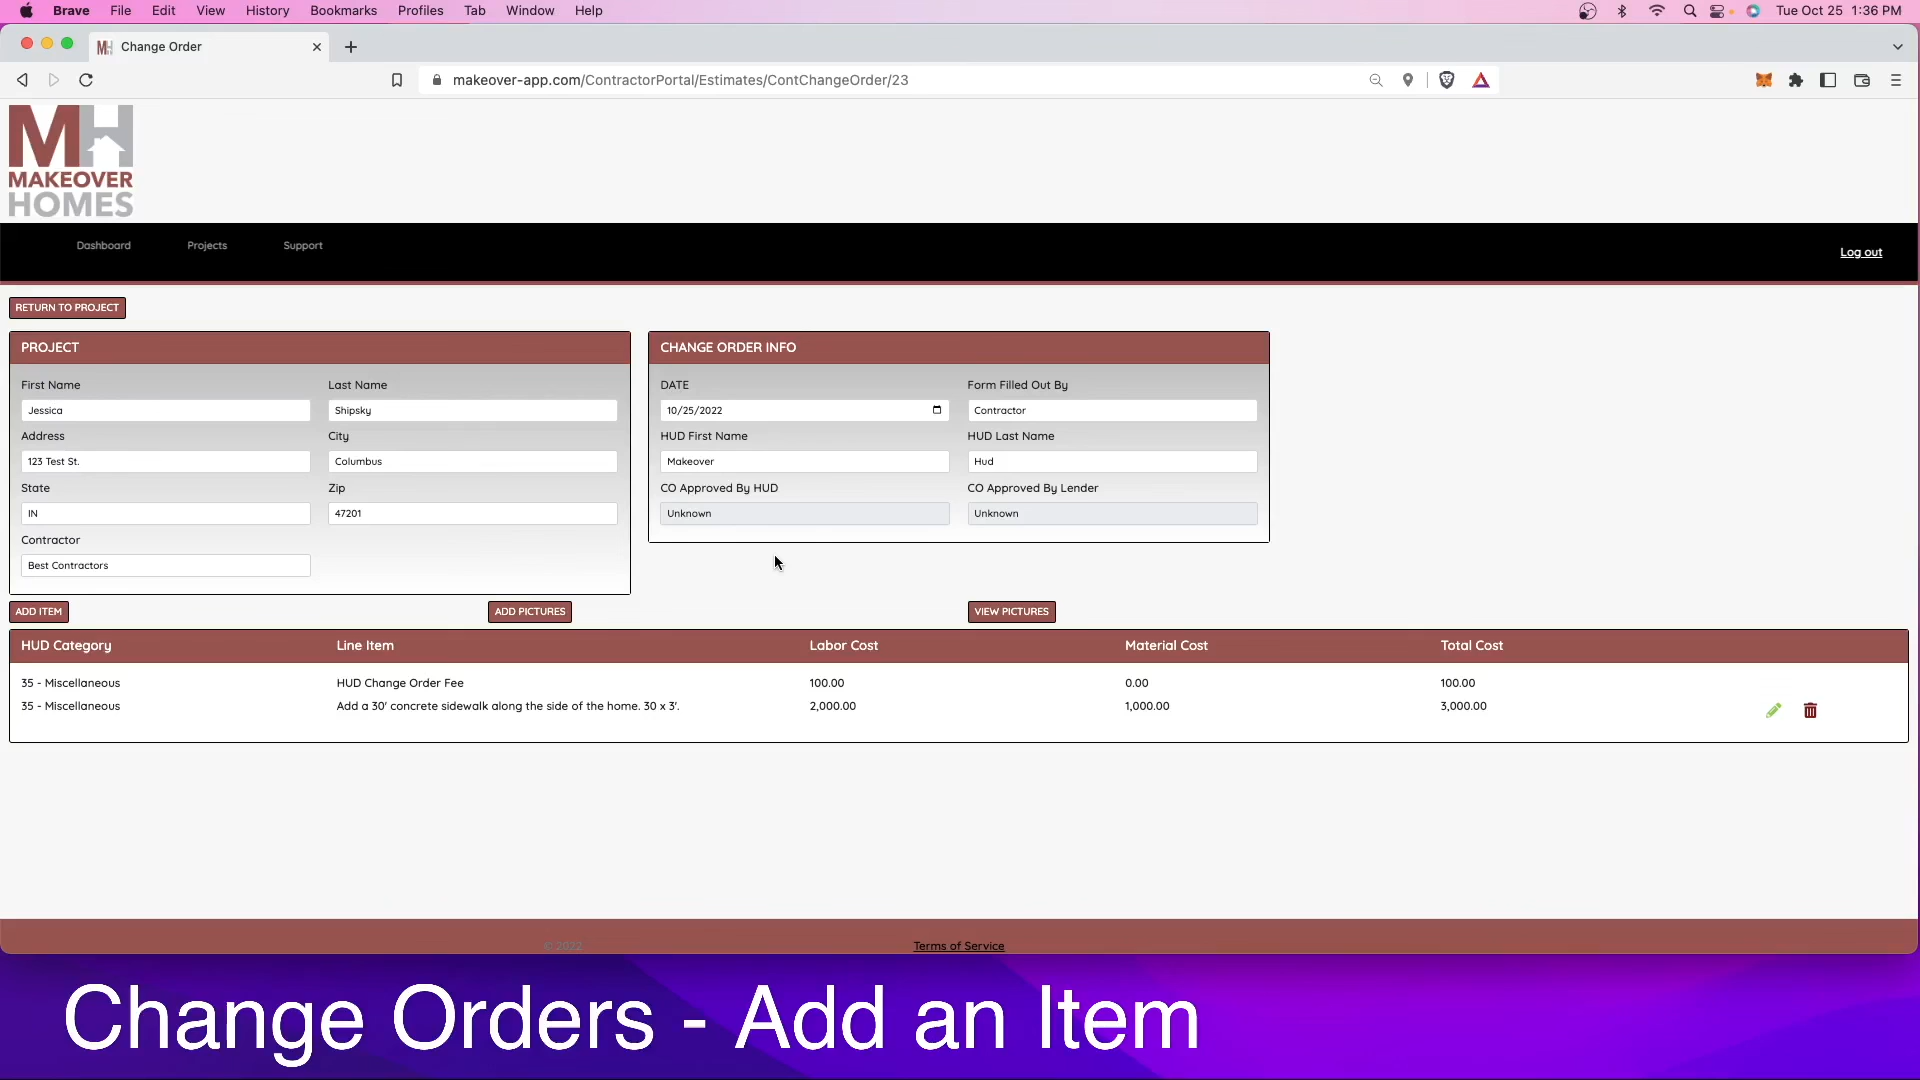 Brave File Edit View History Bookmarks Profiles Tab Window Help Tue Oct 25 1:36 PM
Change Order
makeover-app.com/ContractorPortal/Estimates/ContChangeOrder/23
MH
MAKEOVER
HOMES
Dashboard Projects Support Log out
RETURN TO PROJECT
PROJECT
First Name Last Name
Jessica Shipsky
Address City
123 Test St. Columbus
State Zip
IN 47201
Contractor
Best Contractors
CHANGE ORDER INFO
DATE Form Filled Out By
10/25/2022 Contractor
HUD First Name HUD Last Name
Makeover Hud
CO Approved By HUD CO Approved By Lender
Unknown Unknown
ADD ITEM ADD PICTURES VIEW PICTURES
HUD Category Line Item Labor Cost Material Cost Total Cost
35 - Miscellaneous HUD Change Order Fee 100.00 0.00 100.00
35 - Miscellaneous Add a 30' concrete sidewalk along the side of the home. 30 x 3'. 2,000.00 1,000.00 3,000.00
© 2022 Terms of Service
Change Orders - Add an Item